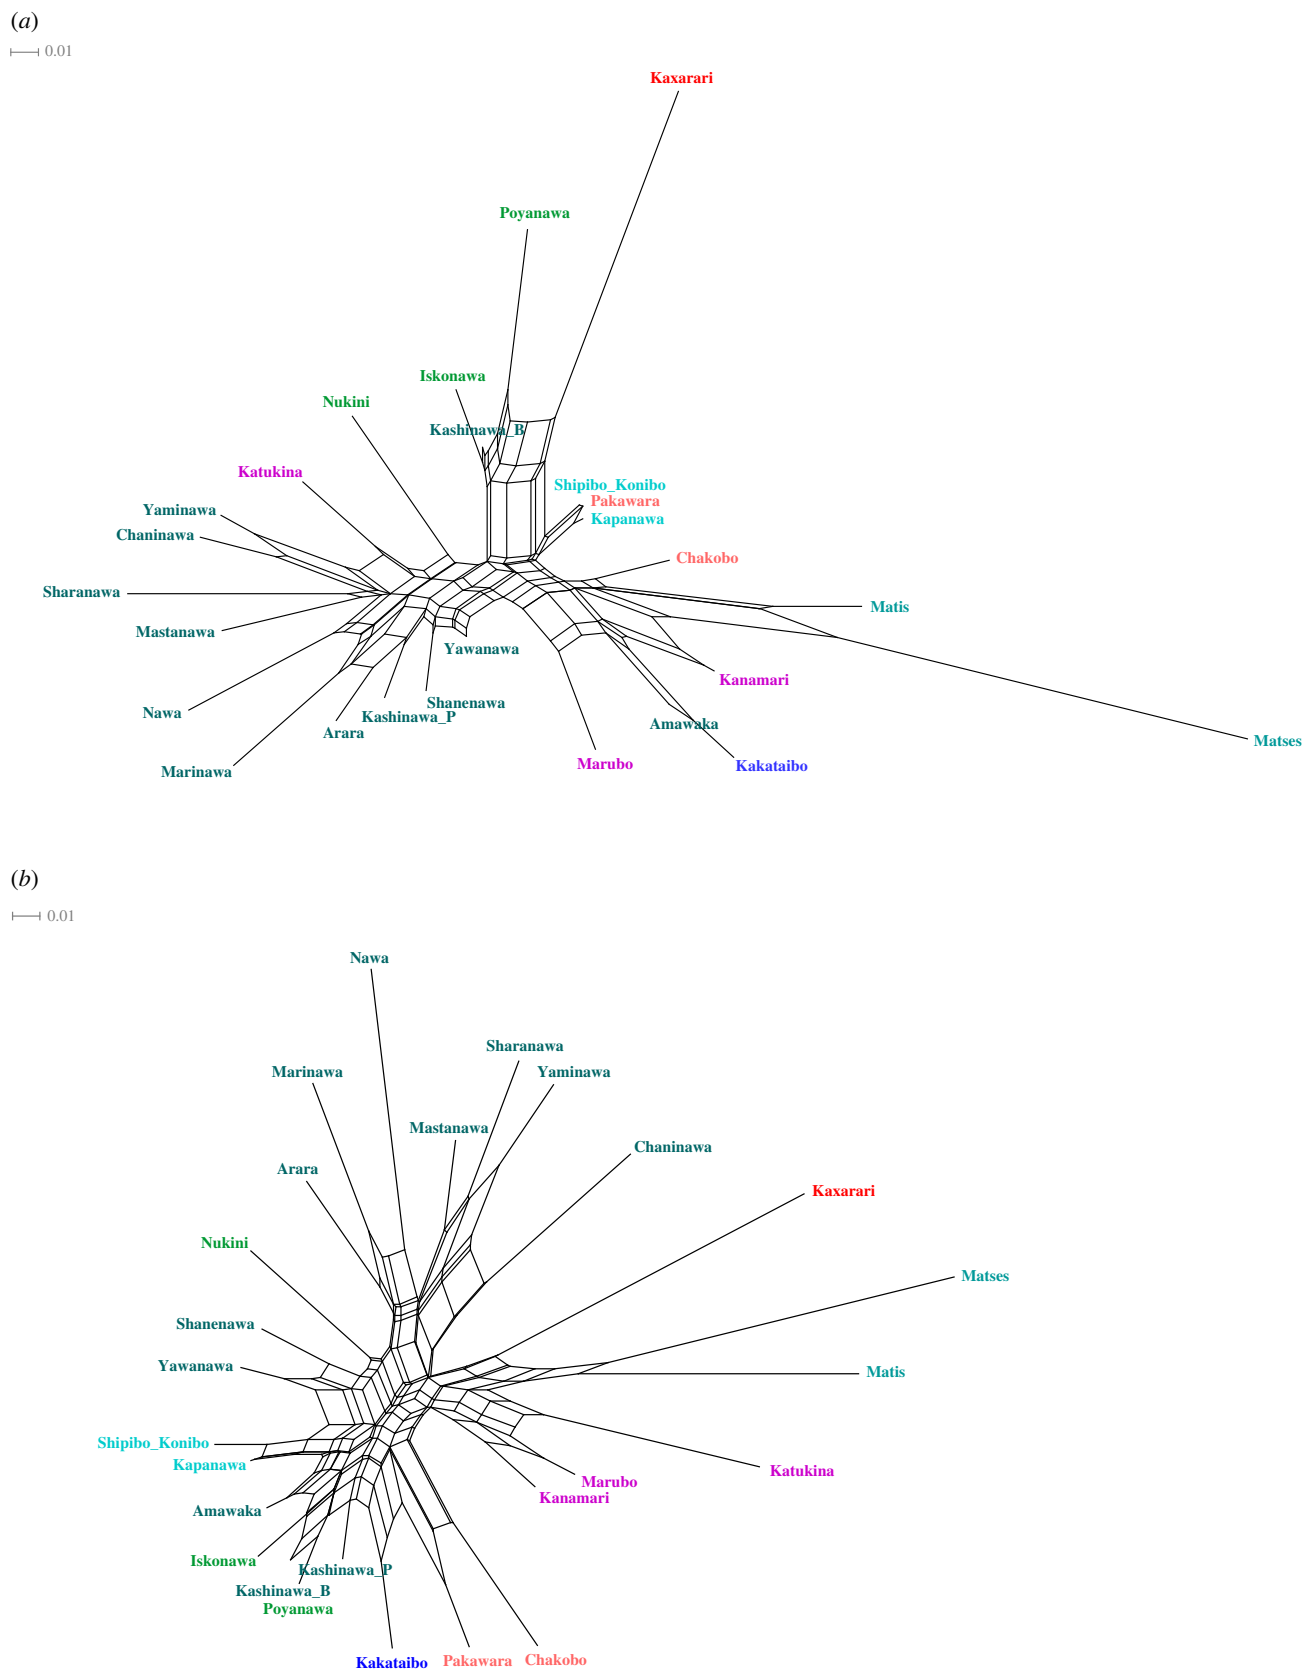 (a)
0.01
Kaxarari
Poyanawa
Iskonawa
Nukini
Kashinawa_B
Katukina
Shipibo_Konibo
Pakawara
Yaminawa
Kapanawa
Chaninawa
Chakobo
Sharanawa
Matis
Mastanawa
Yawanawa
Kanamari
Shanenawa
Nawa
Kashinawa_P
Amawaka
Arara
Matses
Marubo
Kakataibo
Marinawa
(b)
0.01
Nawa
Sharanawa
Marinawa
Yaminawa
Mastanawa
Chaninawa
Arara
Kaxarari
Nukini
Matses
Shanenawa
Yawanawa
Matis
Shipibo_Konibo
Kapanawa
Katukina
Marubo
Kanamari
Amawaka
Iskonawa
Kashinawa_P
Kashinawa_B
Poyanawa
Kakataibo
Pakawara
Chakobo